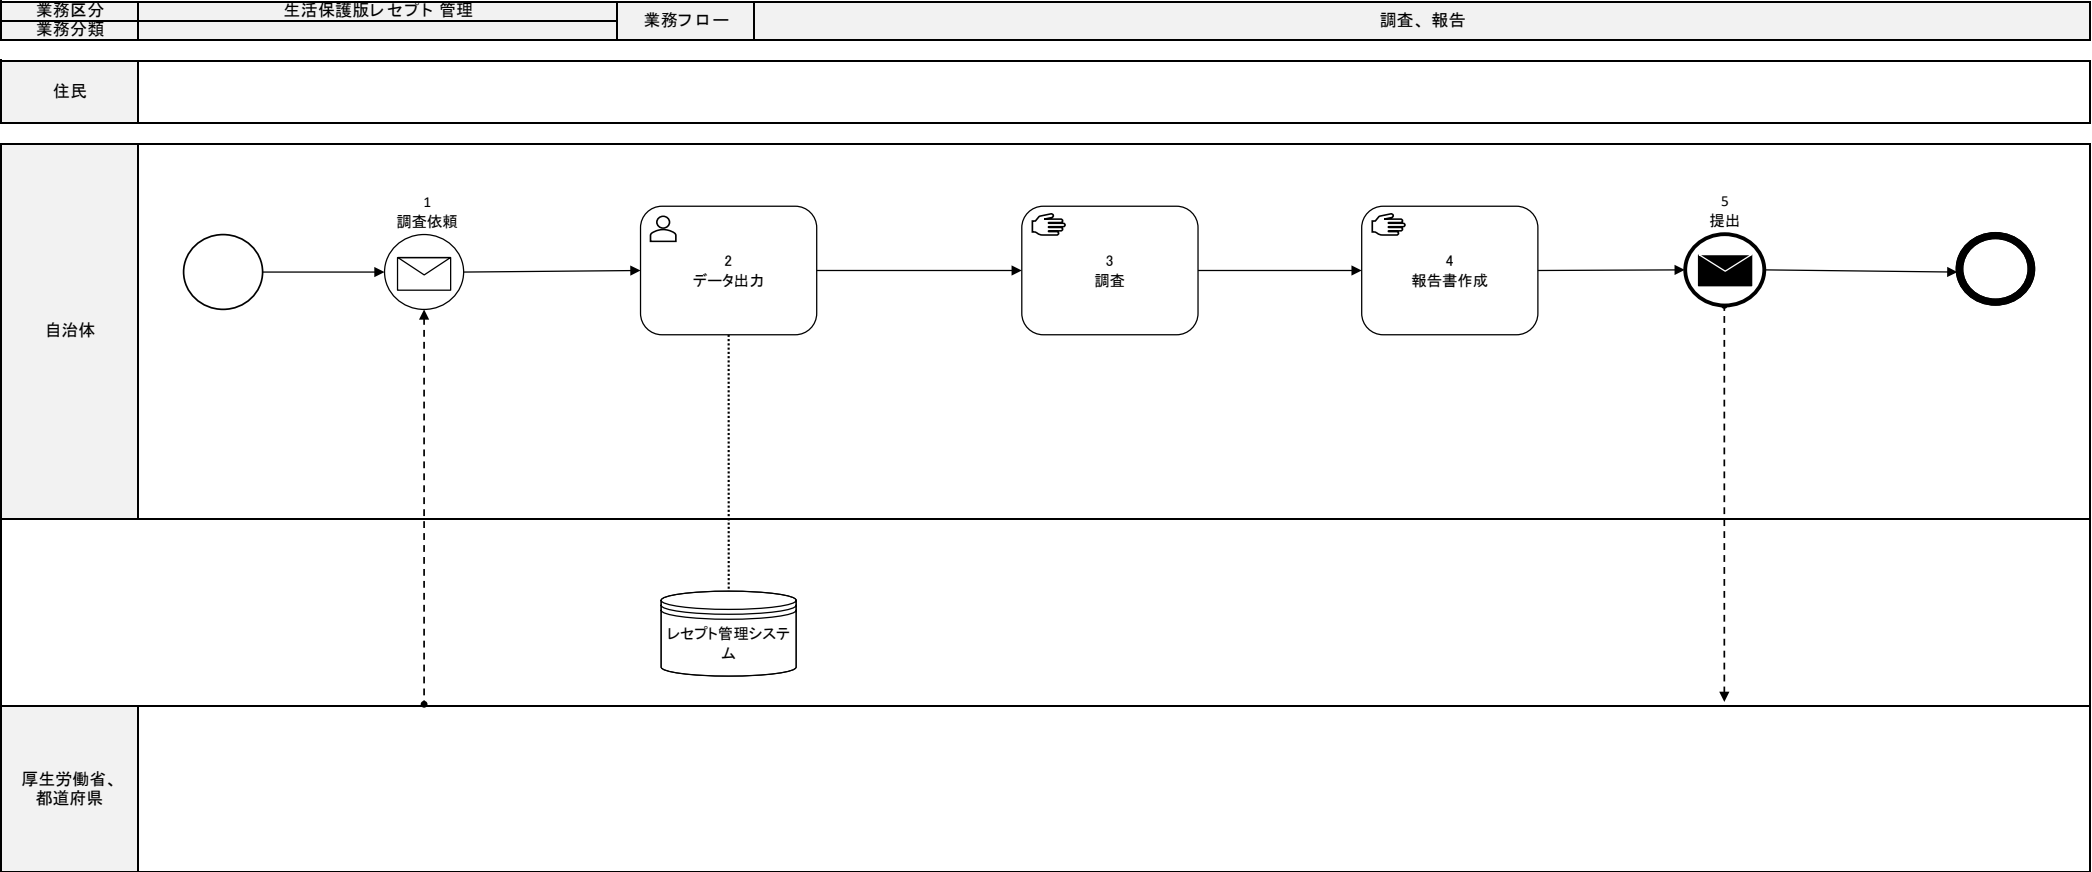 業務区分
生活保護版レセプト 管理
業務分類
業務フロー
調査、報告
住民
自治体
1
調査依頼
2
データ出力
3
調査
4
報告書作成
5
提出
レセプト管理システ
ム
厚生労働省、
都道府県